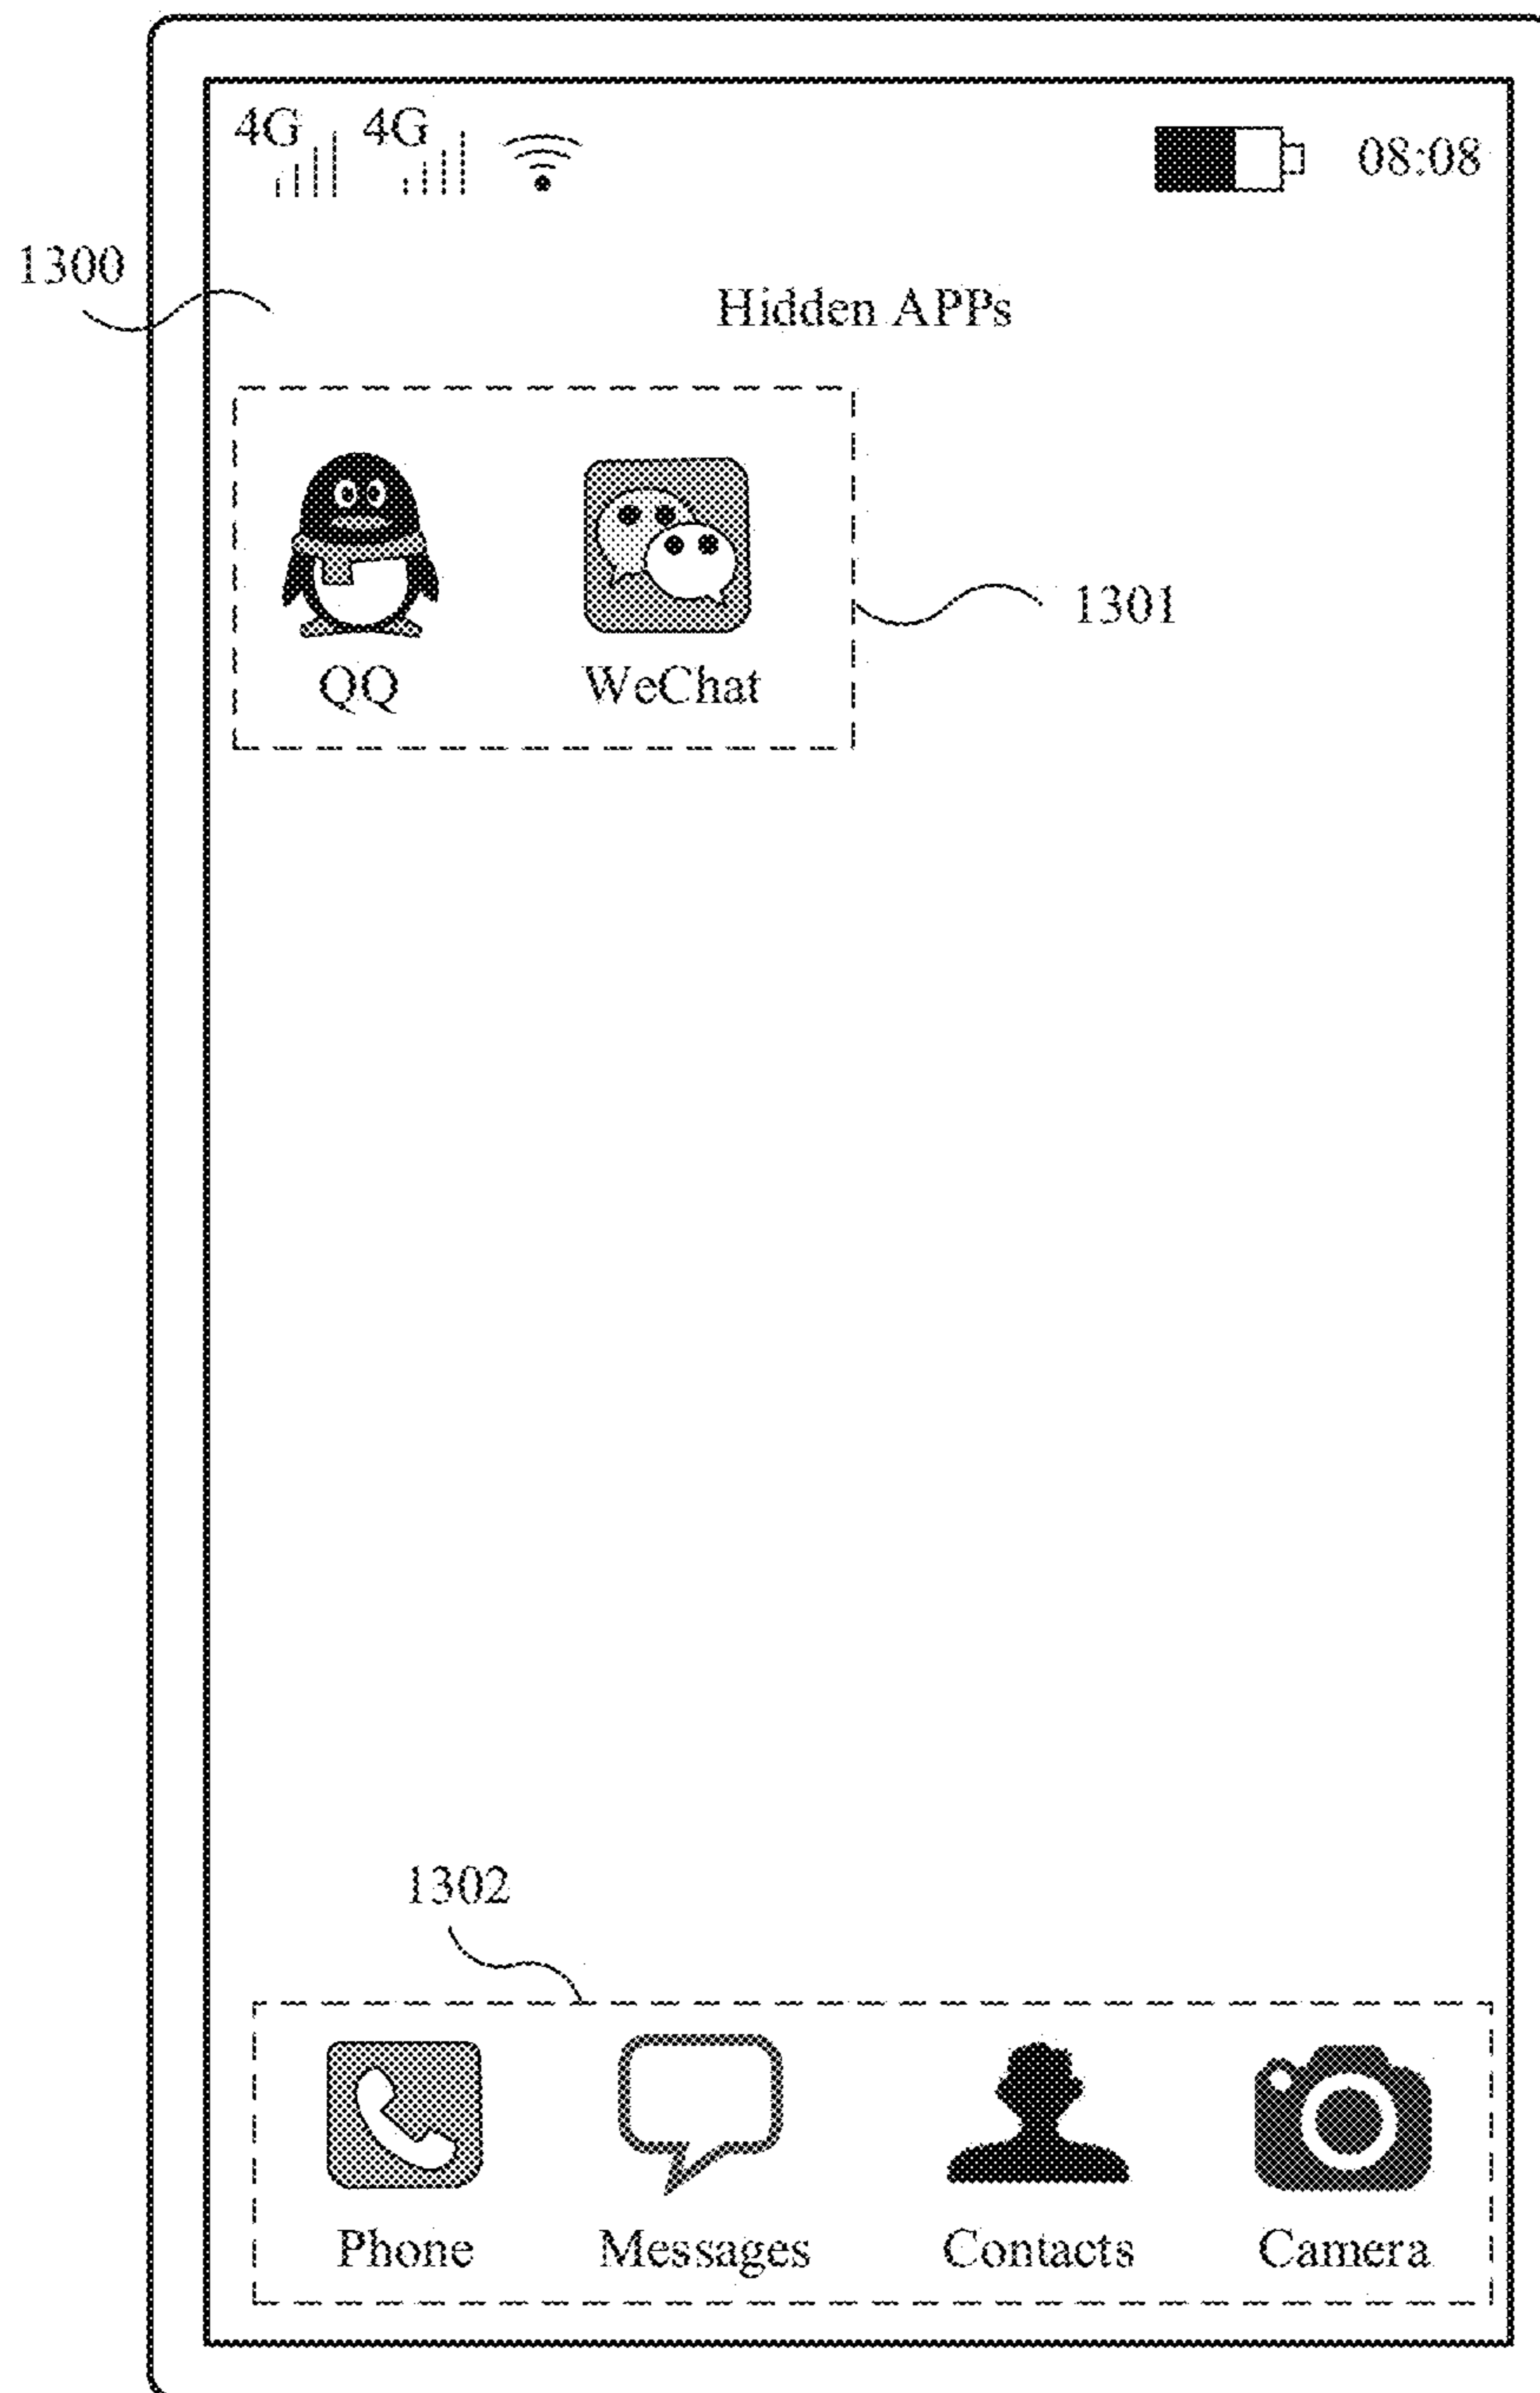 4G 4G 08:08
1300
Hidden APPs
1301
QQ WeChat
1302
Phone Messages Contacts Camera